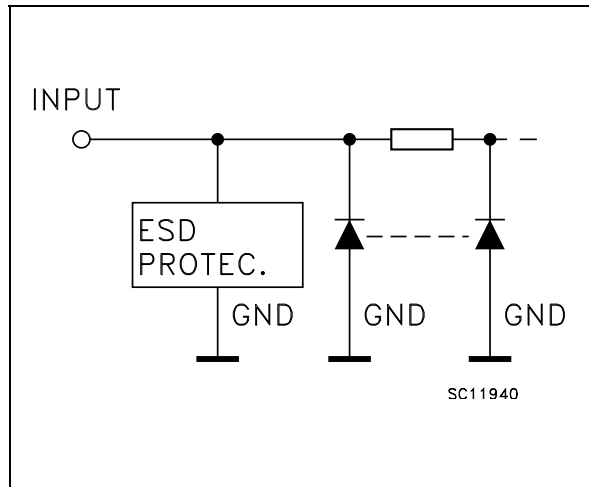 INPUT
ESD
PROTEC.
GND
GND
GND
SC11940